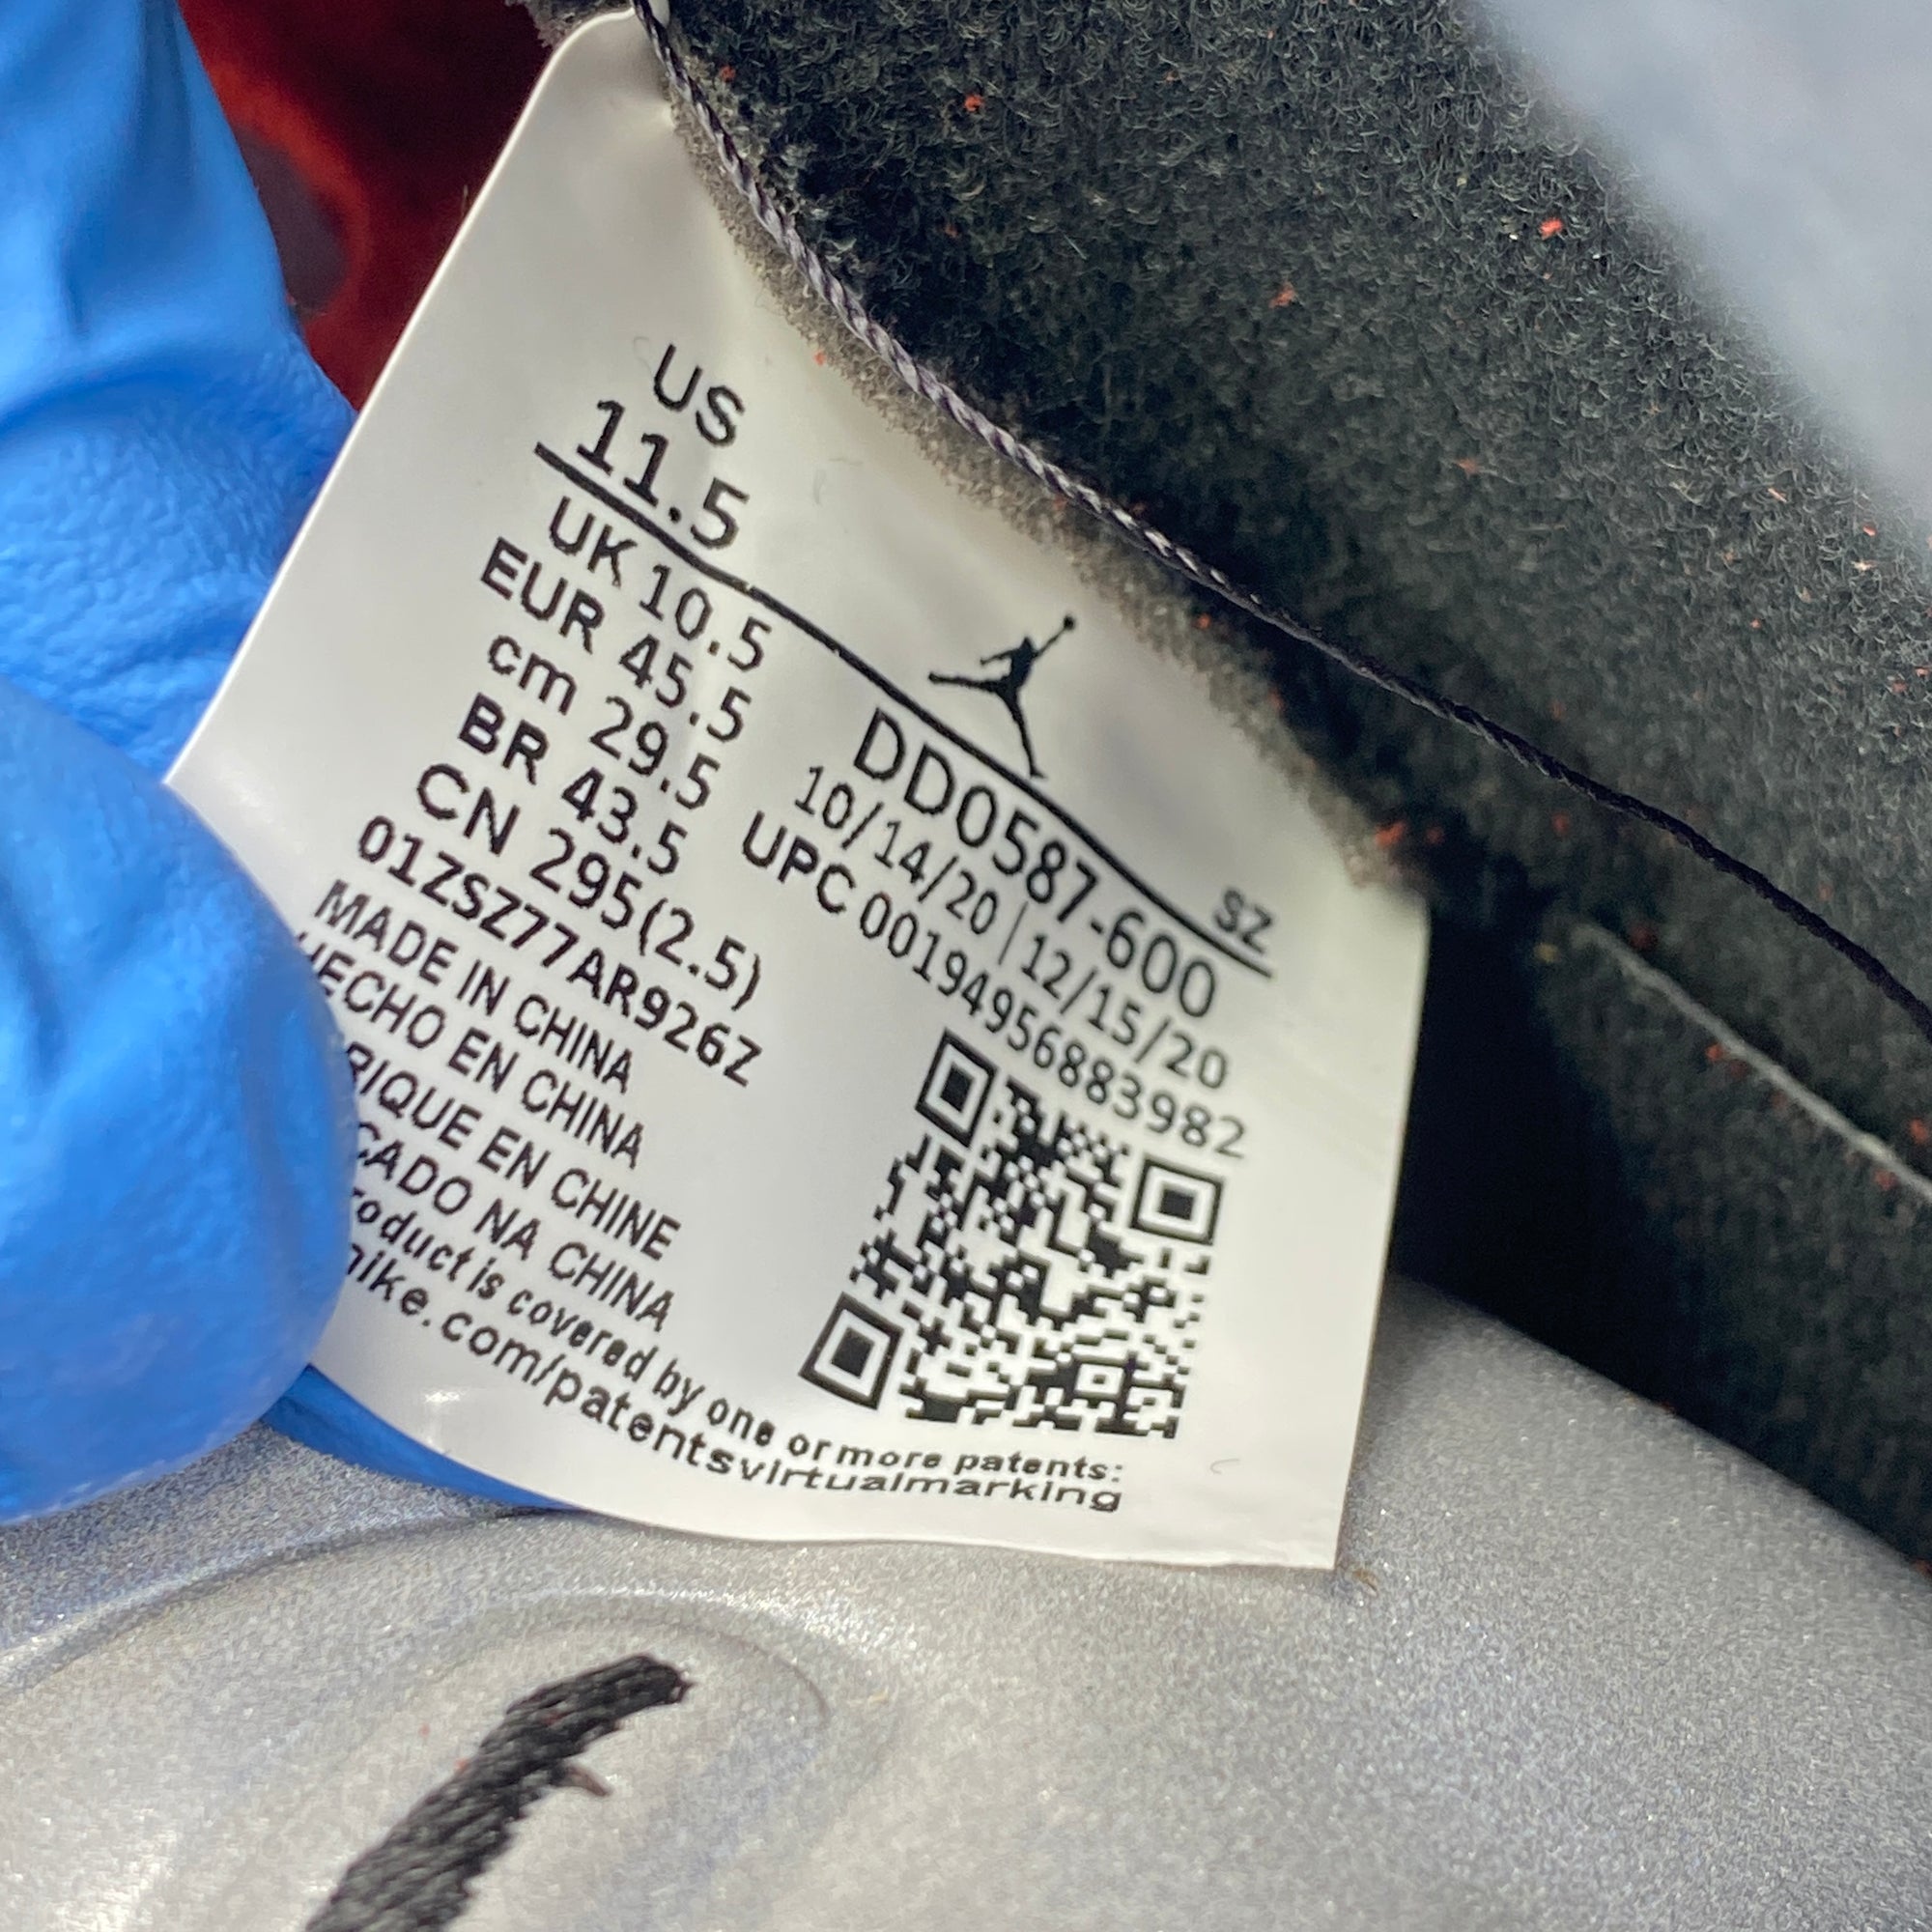 US
11.5
UK 10.5
EUR 45.5
cm 29.5
BR 43.5
CN 295(2.5)
01ZSZ77AR926Z
MADE IN CHINA
HECHO EN CHINA
RIQUE EN CHINE
CADO NA CHINA
roduct is covered by one or more patents:
nike.com/patentsvirtualmarking
SZ
DD0587-600
10/14/20 | 12/15/20
UPC 00194956883982